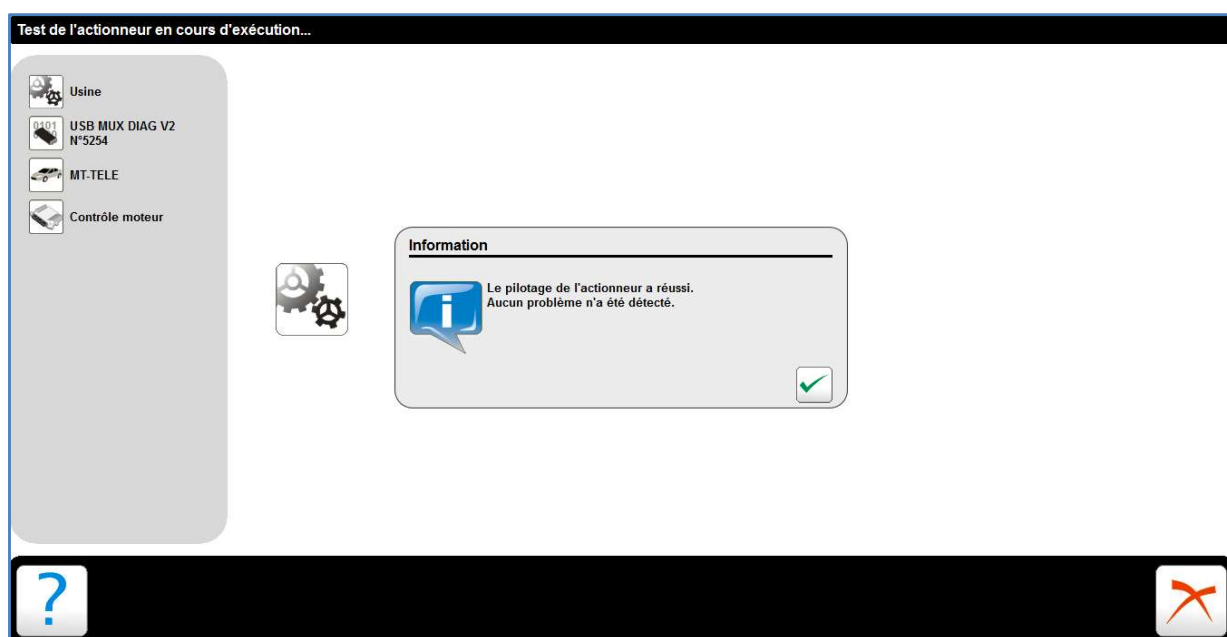 Test de l'actionneur en cours d'exécution...
Usine
0101
USB MUX DIAG V2
N°5254
MT-TELE
Contrôle moteur
Information
Le pilotage de l'actionneur a réussi.
Aucun problème n'a été détecté.
?